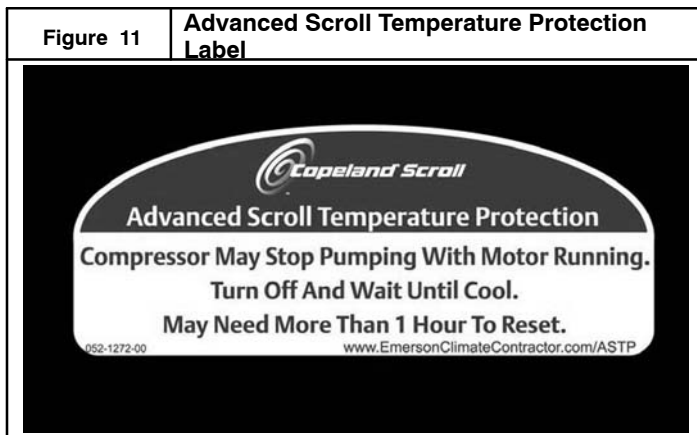 Figure 11
Advanced Scroll Temperature Protection
Label
Copeland Scroll
™
Advanced Scroll Temperature Protection
Compressor May Stop Pumping With Motor Running.
Turn Off And Wait Until Cool.
May Need More Than 1 Hour To Reset.
052-1272-00
www.EmersonClimateContractor.com/ASTP